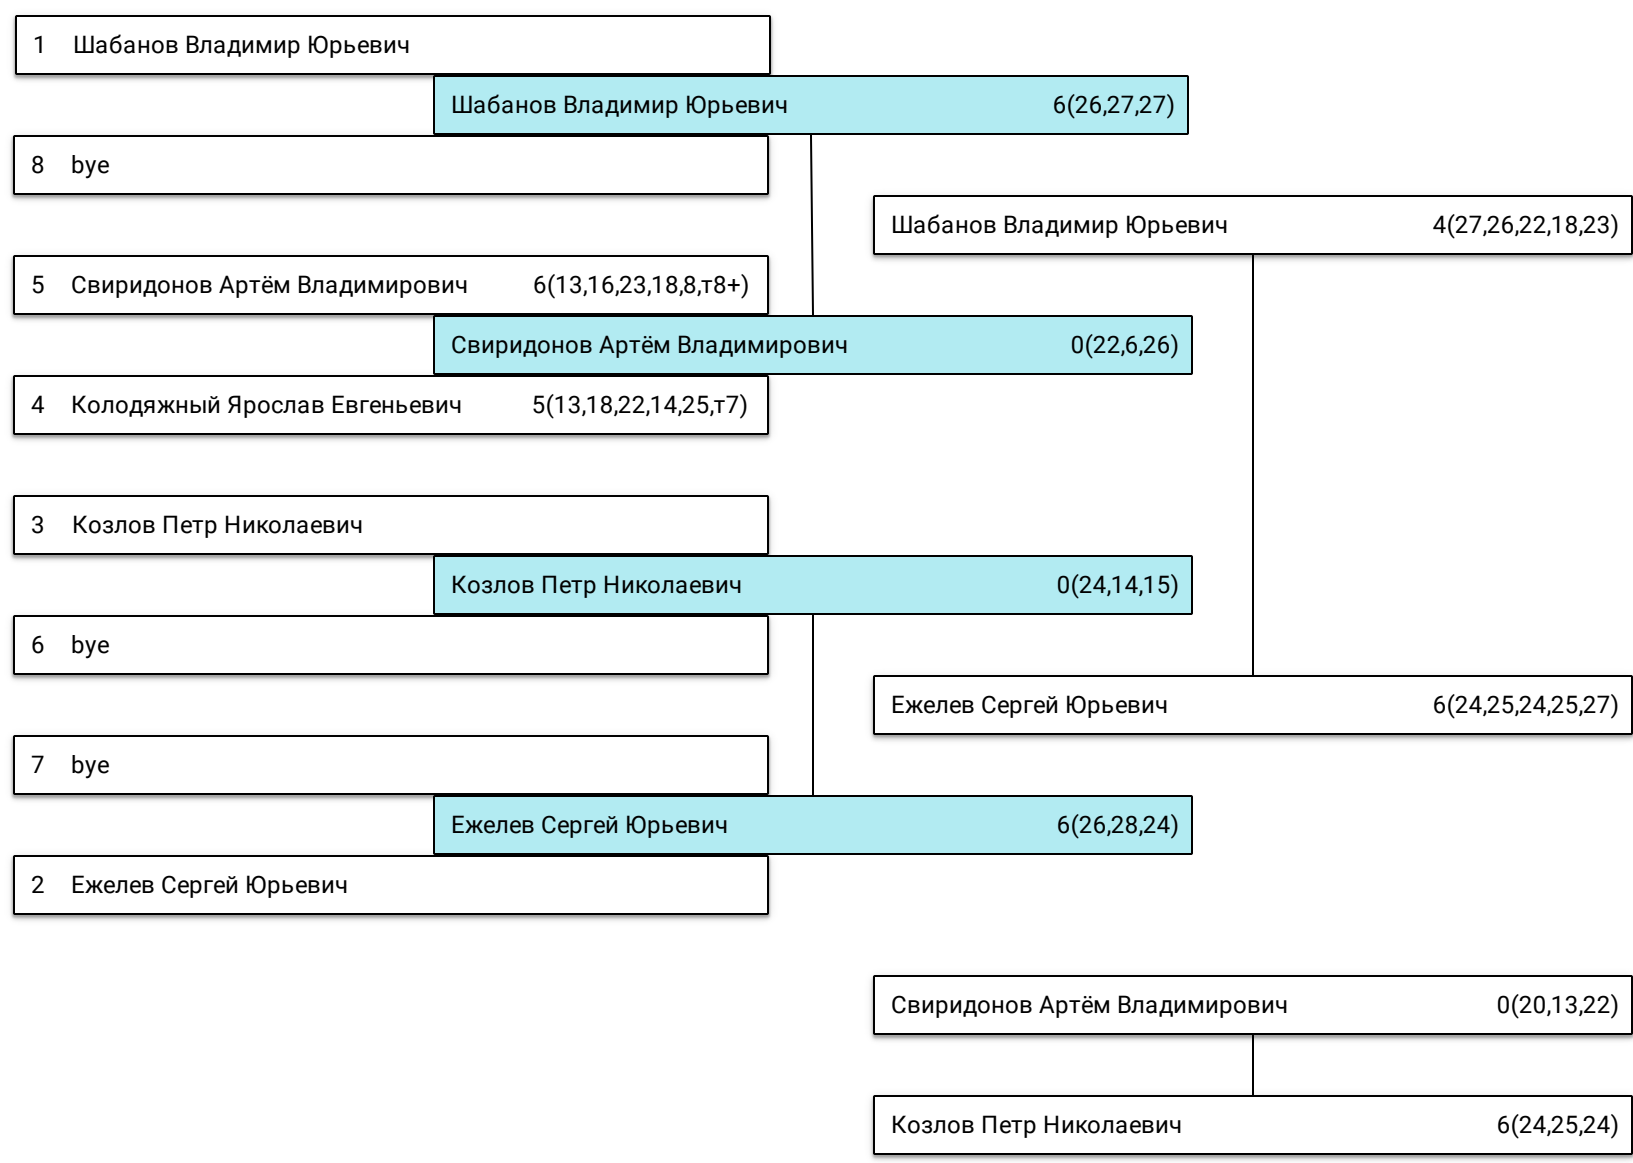 1 Шабанов Владимир Юрьевич
Шабанов Владимир Юрьевич 6(26,27,27)
8 bye
Шабанов Владимир Юрьевич 4(27,26,22,18,23)
5 Свиридонов Артём Владимирович 6(13,16,23,18,8,т8+)
Свиридонов Артём Владимирович 0(22,6,26)
4 Колодяжный Ярослав Евгеньевич 5(13,18,22,14,25,т7)
3 Козлов Петр Николаевич
Козлов Петр Николаевич 0(24,14,15)
6 bye
Ежелев Сергей Юрьевич 6(24,25,24,25,27)
7 bye
Ежелев Сергей Юрьевич 6(26,28,24)
2 Ежелев Сергей Юрьевич
Свиридонов Артём Владимирович 0(20,13,22)
Козлов Петр Николаевич 6(24,25,24)